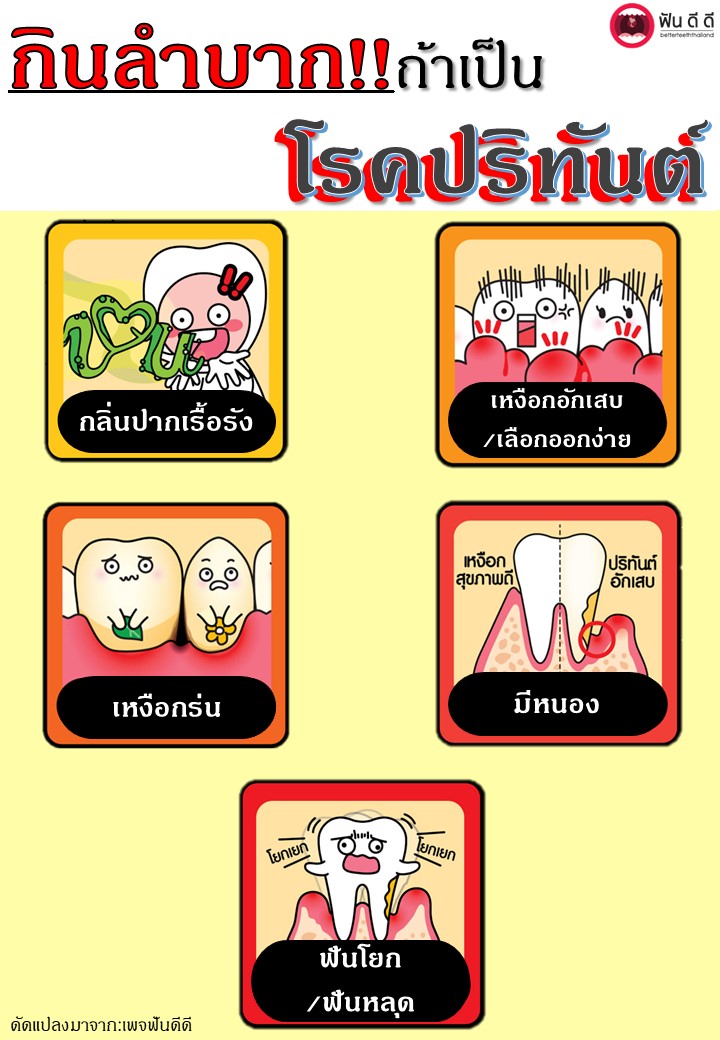 ฟัน ดี ดี
betterteeththailand
กินลำบาก!!ถ้าเป็น
โรคปริทันต์
!!
กลิ่นปากเรื้อรัง
เหงือกอักเสบ
/เลือกออกง่าย
เหงือกร่น
เหงือก
สุขภาพดี
ปริทันต์
อักเสบ
มีหนอง
โยกเยก
โยกเยก
ฟันโยก
/ฟันหลุด
ดัดแปลงมาจาก:เพจฟันดีดี